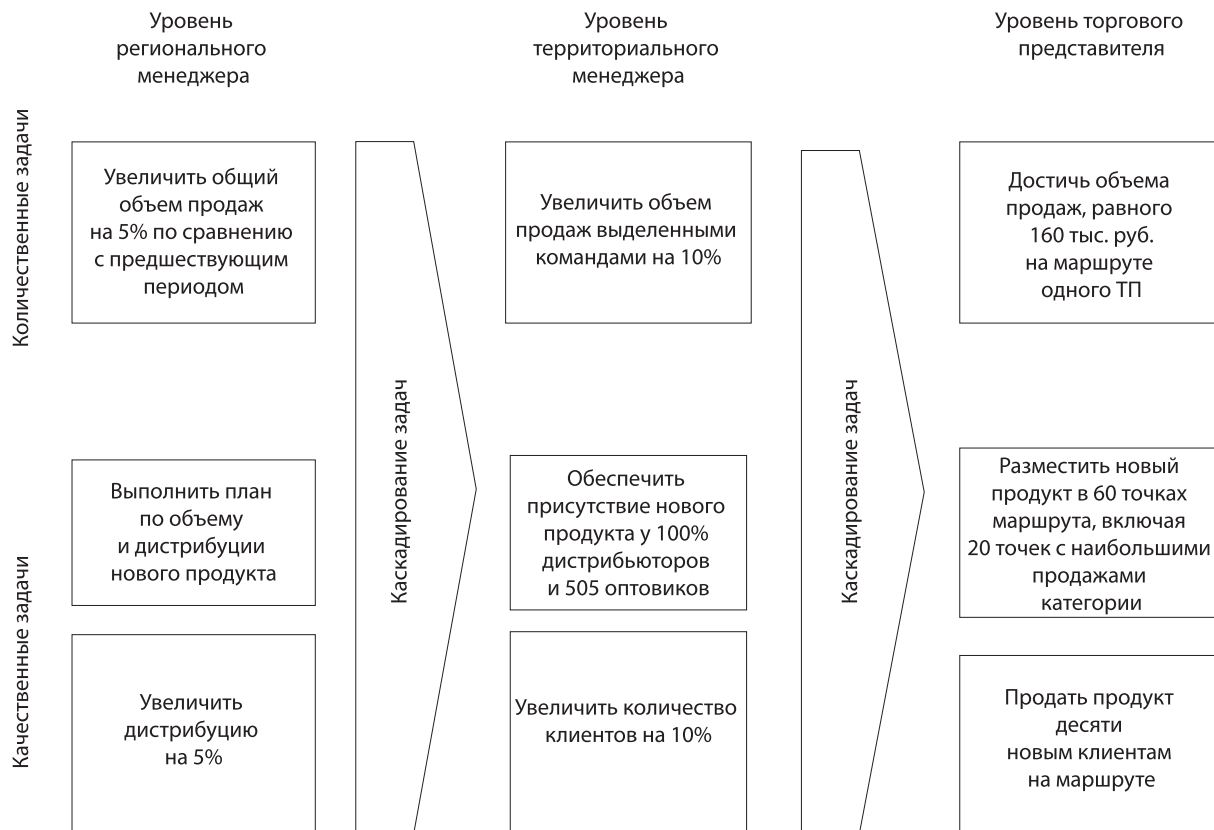 Уровень
регионального
менеджера
Уровень
территориального
менеджера
Уровень торгового
представителя
Количественные задачи
Увеличить общий
объем продаж
на 5% по сравнению
с предшествующим
периодом
Увеличить объем
продаж выделенными
командами на 10%
Достичь объема
продаж, равного
160 тыс. руб.
на маршруте
одного ТП
Каскадирование задач
Каскадирование задач
Качественные задачи
Выполнить план
по объему
и дистрибуции
нового продукта
Обеспечить
присутствие нового
продукта у 100%
дистрибьюторов
и 505 оптовиков
Разместить новый
продукт в 60 точках
маршрута, включая
20 точек с наибольшими
продажами
категории
Увеличить
дистрибуцию
на 5%
Увеличить количество
клиентов на 10%
Продать продукт
десяти
новым клиентам
на маршруте